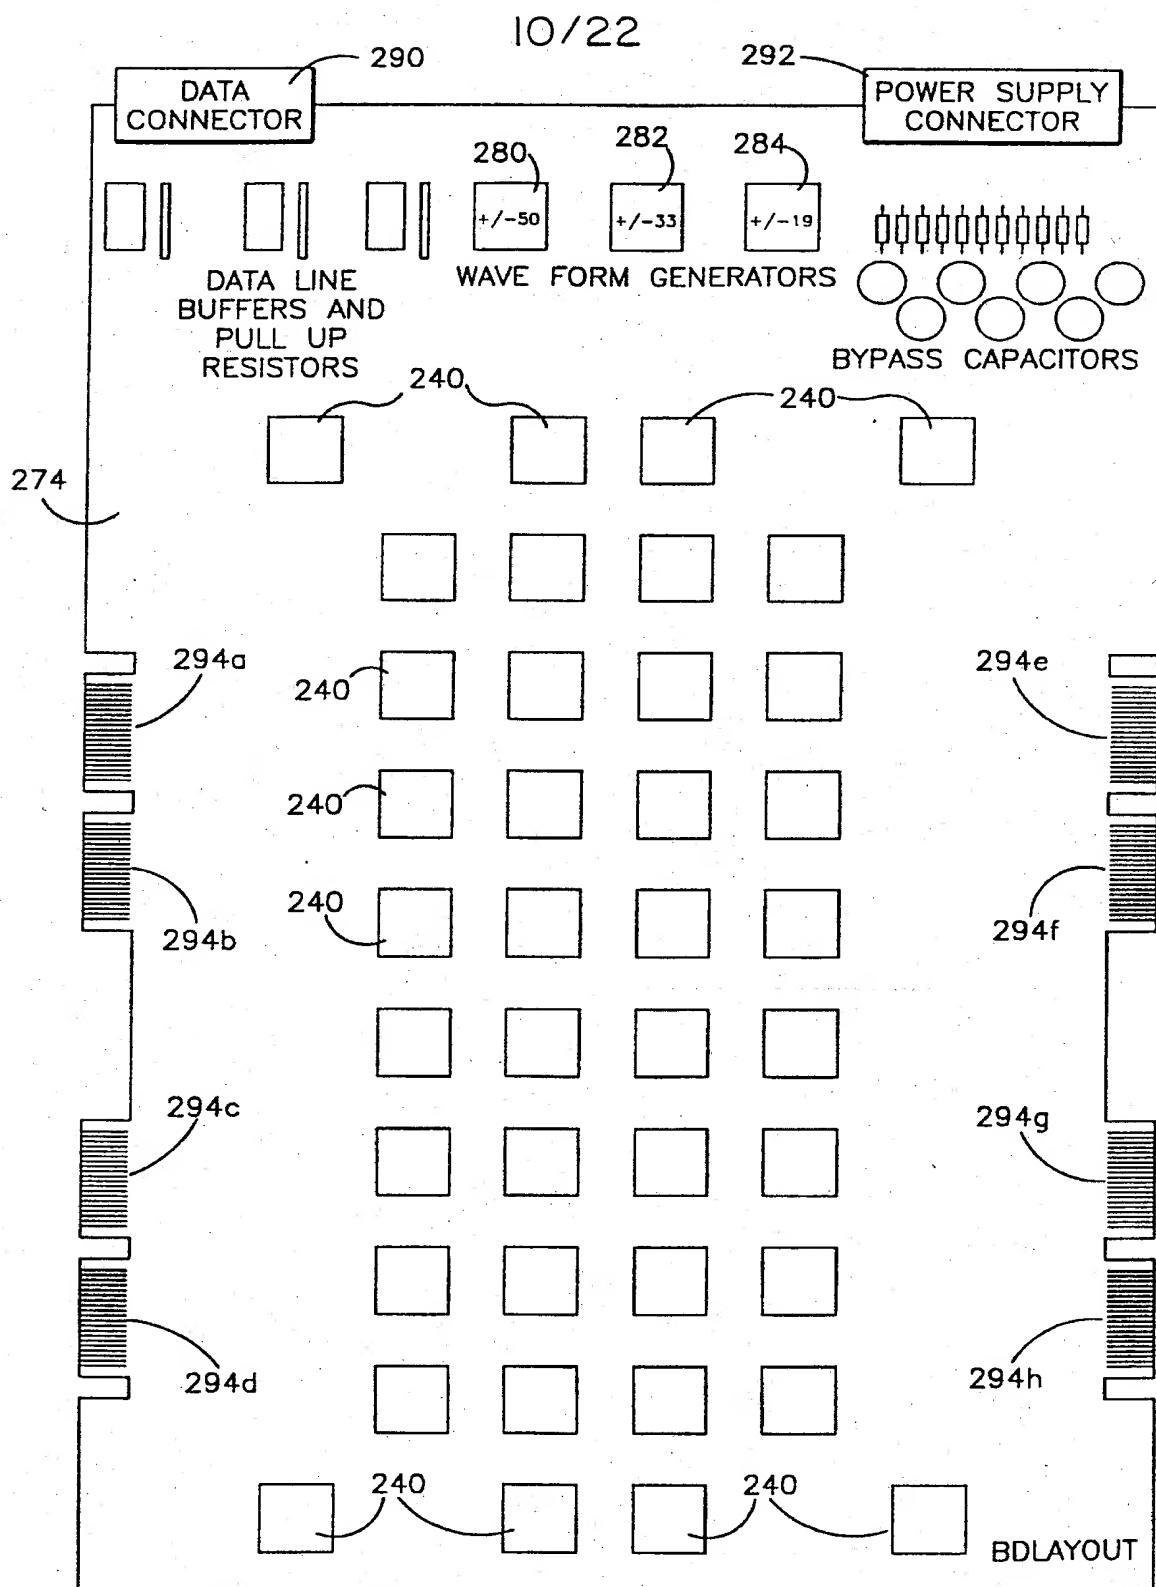 10/22
290
292
DATA
CONNECTOR
POWER SUPPLY
CONNECTOR
280
282
284
+/-50
+/-33
+/-19
DATA LINE
BUFFERS AND
PULL UP
RESISTORS
WAVE FORM GENERATORS
BYPASS CAPACITORS
240
240
274
294a
240
294e
240
240
294b
294f
294c
294g
294d
294h
240
240
BDLAYOUT